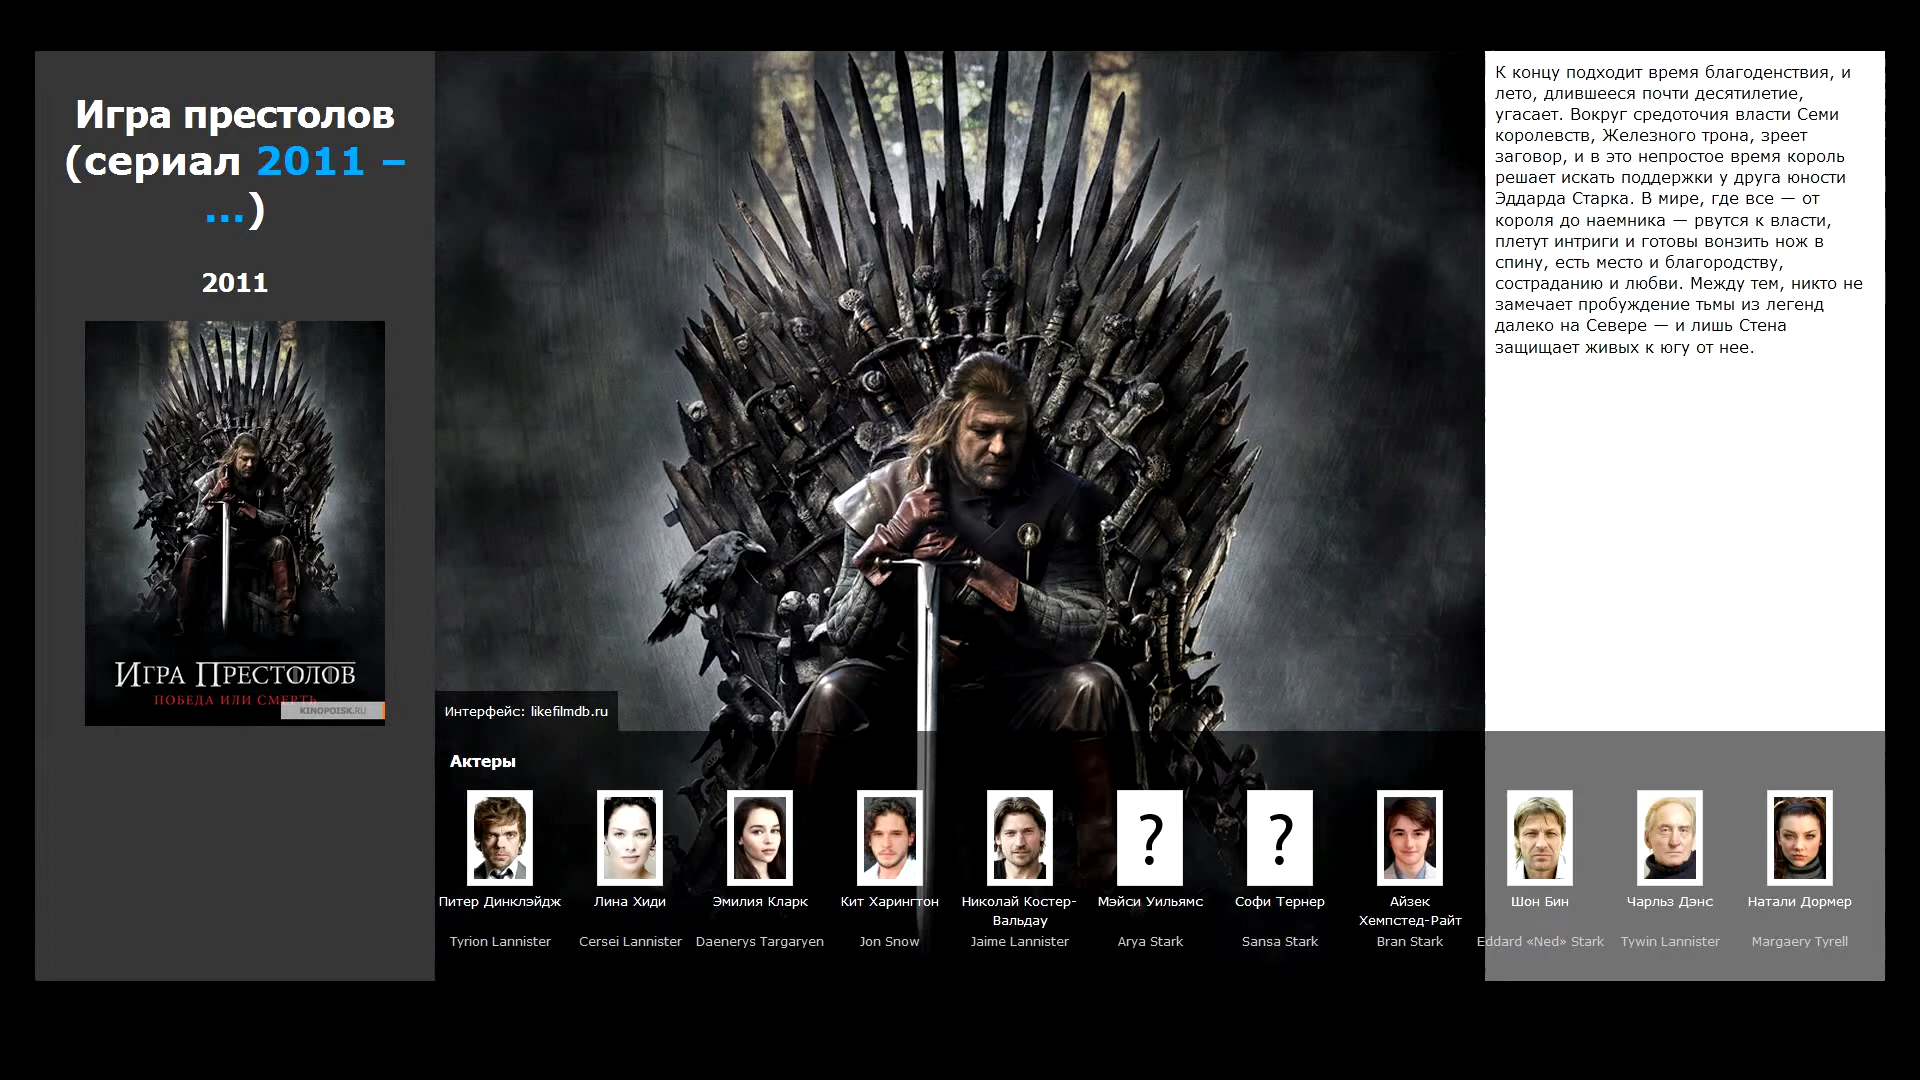 Игра престолов
(сериал 2011 –
...)
2011
ИГРА ПРЕСТОЛОВ
ПОБЕДА ИЛИ СМЕРТЬ
KINOPOISK.RU
К концу подходит время благоденствия, и
лето, длившееся почти десятилетие,
угасает. Вокруг средоточия власти Семи
королевств, Железного трона, зреет
заговор, и в это непростое время король
решает искать поддержки у друга юности
Эддарда Старка. В мире, где все — от
короля до наемника — рвутся к власти,
плетут интриги и готовы вонзить нож в
спину, есть место и благородству,
состраданию и любви. Между тем, никто не
замечает пробуждение тьмы из легенд
далеко на Севере — и лишь Стена
защищает живых к югу от нее.
Интерфейс: likefilmdb.ru
Актеры
? ?
Питер Динклэйдж Лина Хиди Эмилия Кларк Кит Харингтон Николай Костер- Мэйси Уильямс Софи Тернер Айзек Шон Бин Чарльз Дэнс Натали Дормер
Вальдау Хемпстед-Райт
Tyrion Lannister Cersei Lannister Daenerys Targaryen Jon Snow Jaime Lannister Arya Stark Sansa Stark Bran Stark Eddard «Ned» Stark Tywin Lannister Margaery Tyrell